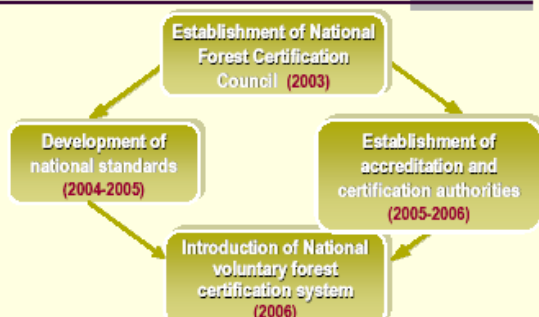 Establishment of National
Forest Certification
Council (2003)
Development of
national standards
(2004-2005)
Establishment of
accreditation and
certification authorities
(2005-2006)
Introduction of National
voluntary forest
certification system
(2006)